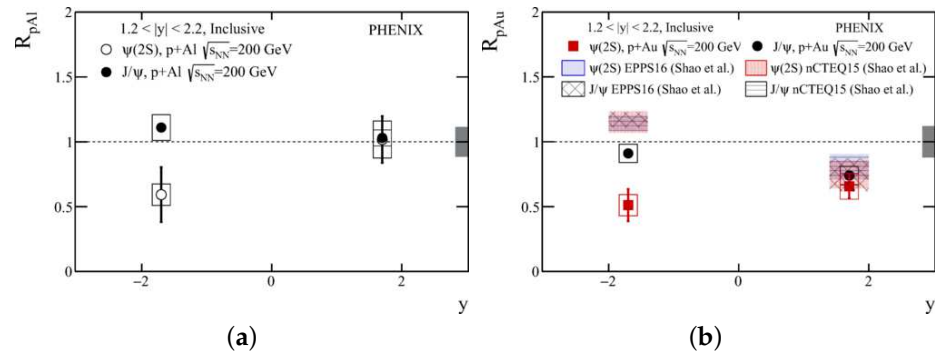 R_pAl
1.2 < |y| < 2.2, Inclusive
PHENIX
ψ(2S), p+Al √s_NN=200 GeV
J/ψ, p+Al √s_NN=200 GeV
2
1.5
1
0.5
0
−2
0
2
y
(a)
R_pAu
1.2 < |y| < 2.2, Inclusive
PHENIX
ψ(2S), p+Au √s_NN=200 GeV
J/ψ, p+Au √s_NN=200 GeV
ψ(2S) EPPS16 (Shao et al.)
ψ(2S) nCTEQ15 (Shao et al.)
J/ψ EPPS16 (Shao et al.)
J/ψ nCTEQ15 (Shao et al.)
2
1.5
1
0.5
0
−2
0
2
y
(b)